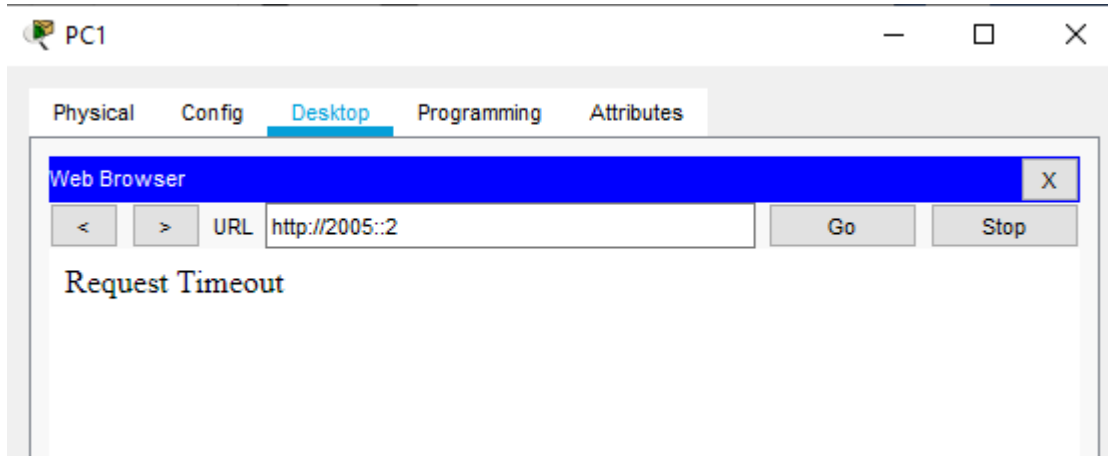 PC1
Physical Config Desktop Programming Attributes
Web Browser X
< > URL http://2005::2 Go Stop
Request Timeout